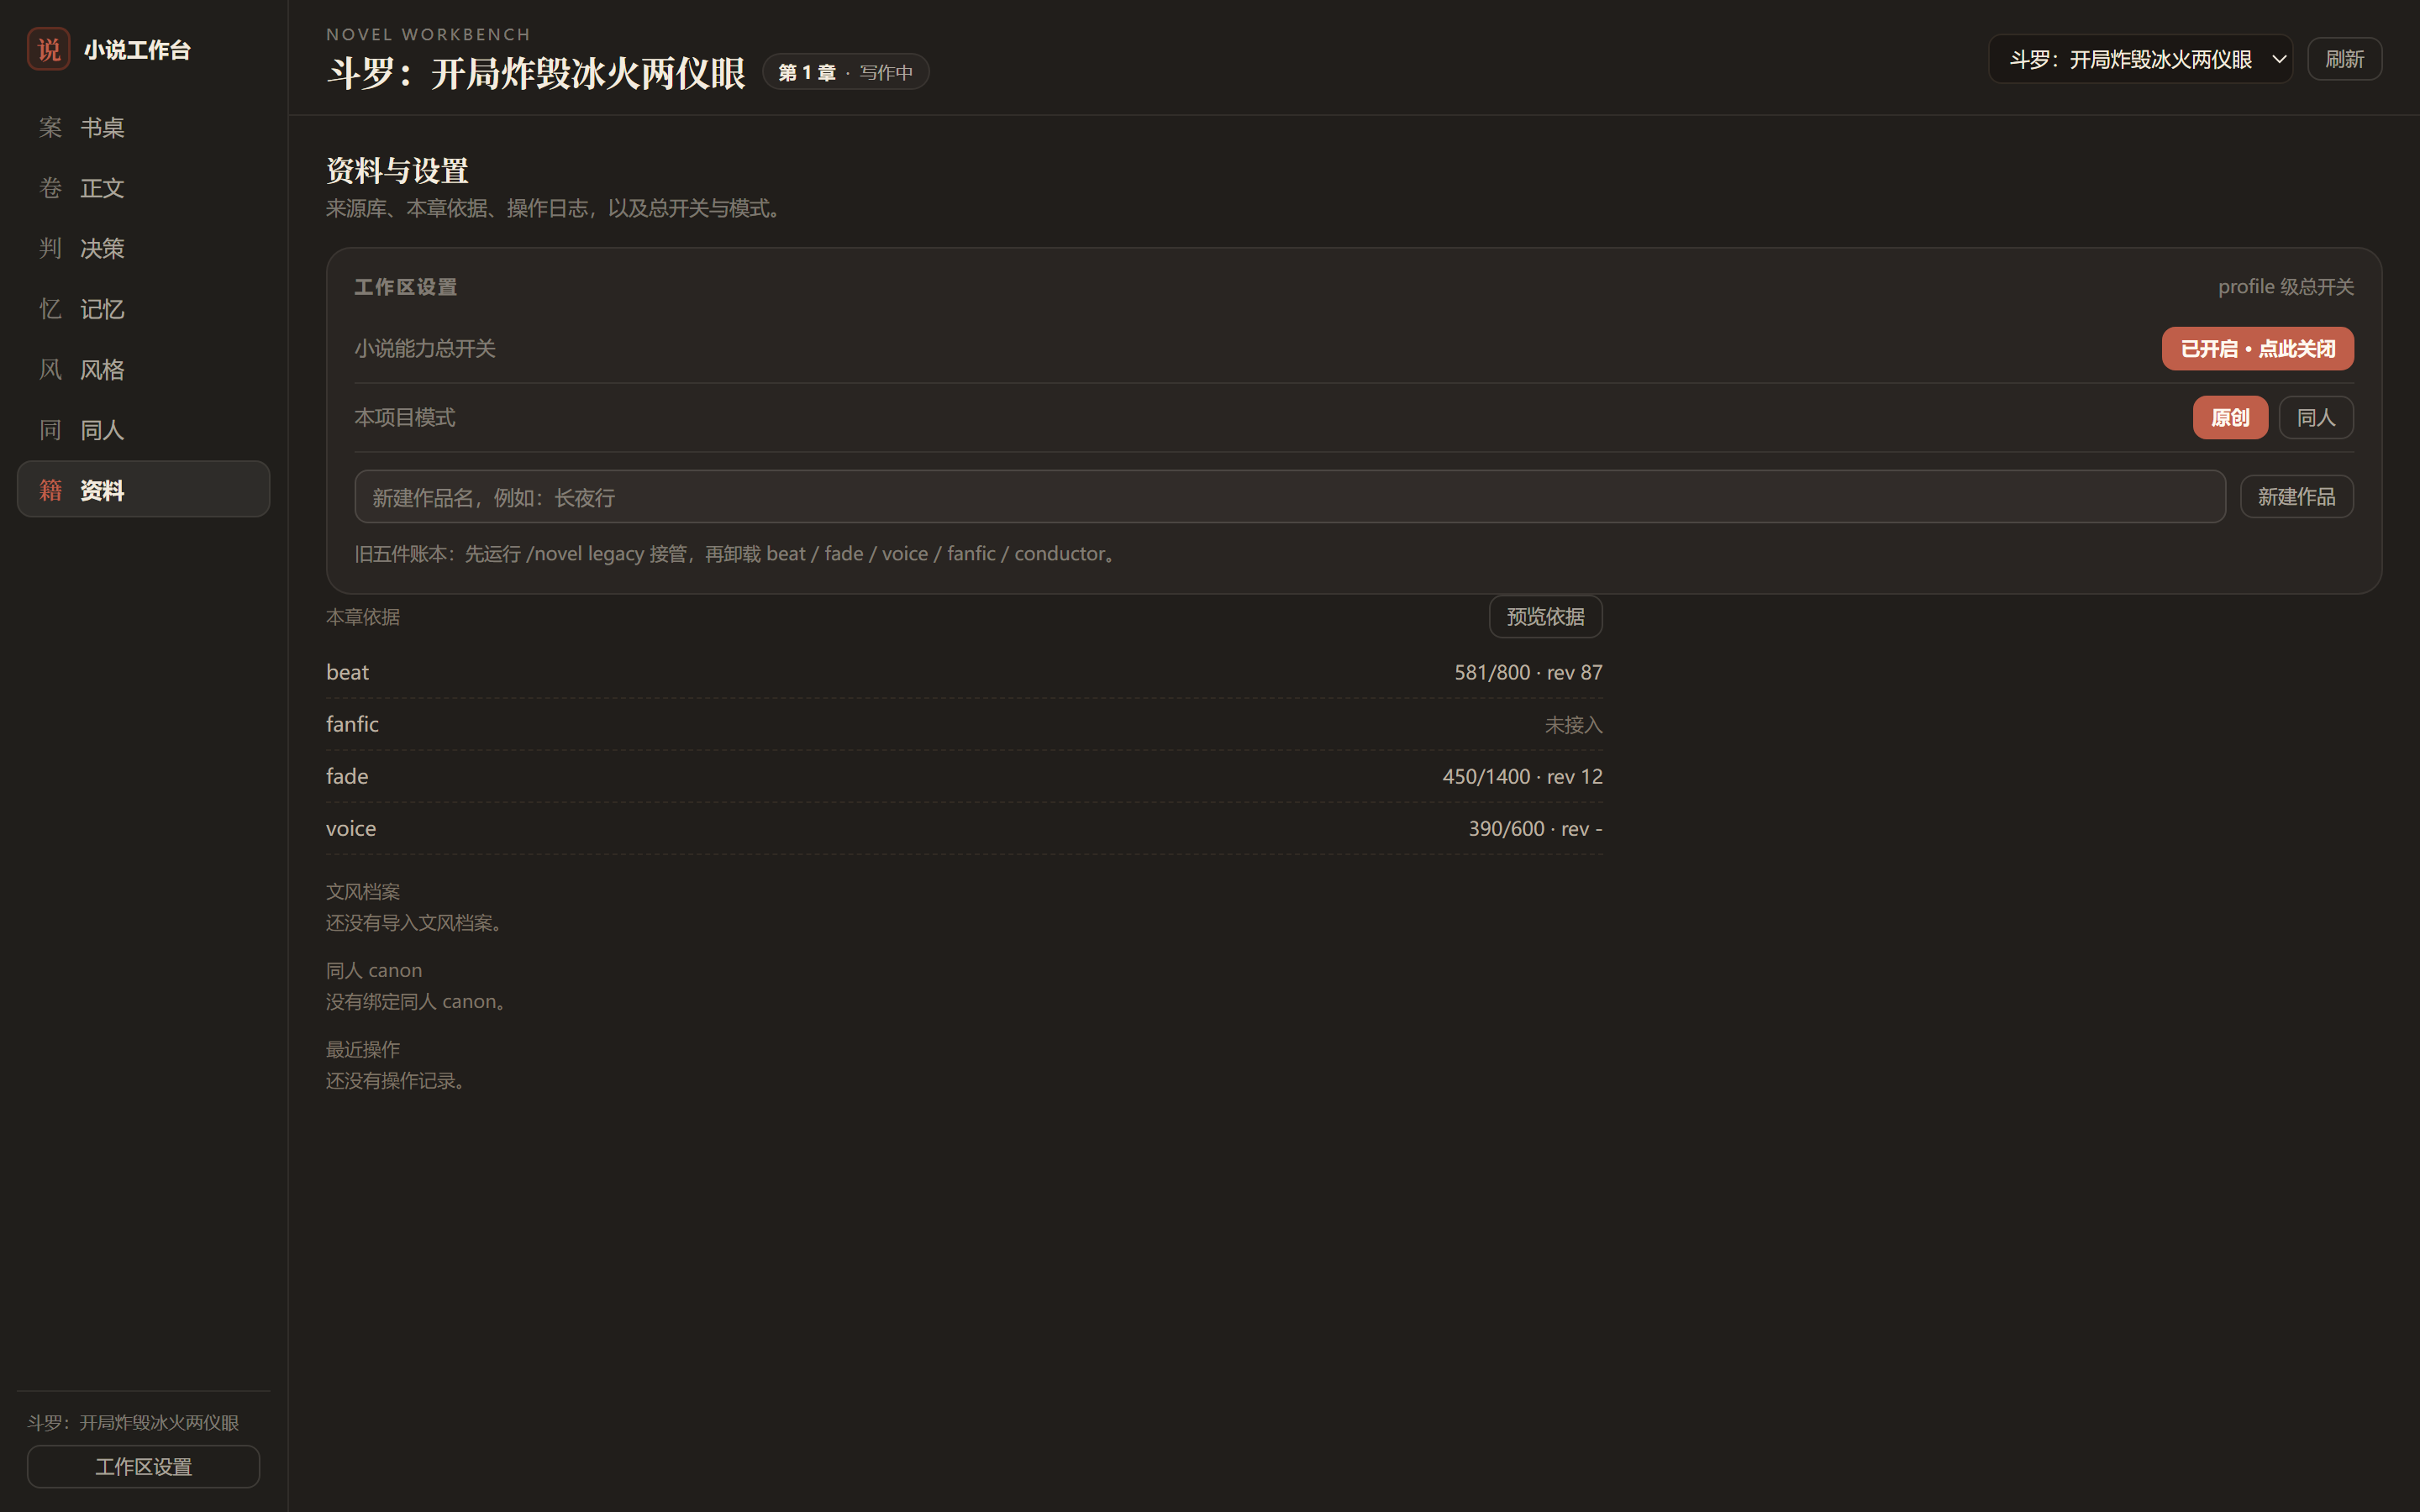 说 小说工作台
案 书桌
卷 正文
判 决策
忆 记忆
风 风格
同 同人
籍 资料
斗罗：开局炸毁冰火两仪眼
工作区设置
NOVEL WORKBENCH
斗罗：开局炸毁冰火两仪眼 第 1 章 · 写作中
斗罗：开局炸毁冰火两仪眼 刷新
资料与设置
来源库、本章依据、操作日志，以及总开关与模式。
工作区设置 profile 级总开关
小说能力总开关 已开启 • 点此关闭
本项目模式 原创 同人
新建作品名，例如：长夜行 新建作品
旧五件账本：先运行 /novel legacy 接管，再卸载 beat / fade / voice / fanfic / conductor。
本章依据 预览依据
beat 581/800 · rev 87
fanfic 未接入
fade 450/1400 · rev 12
voice 390/600 · rev -
文风档案
还没有导入文风档案。
同人 canon
没有绑定同人 canon。
最近操作
还没有操作记录。